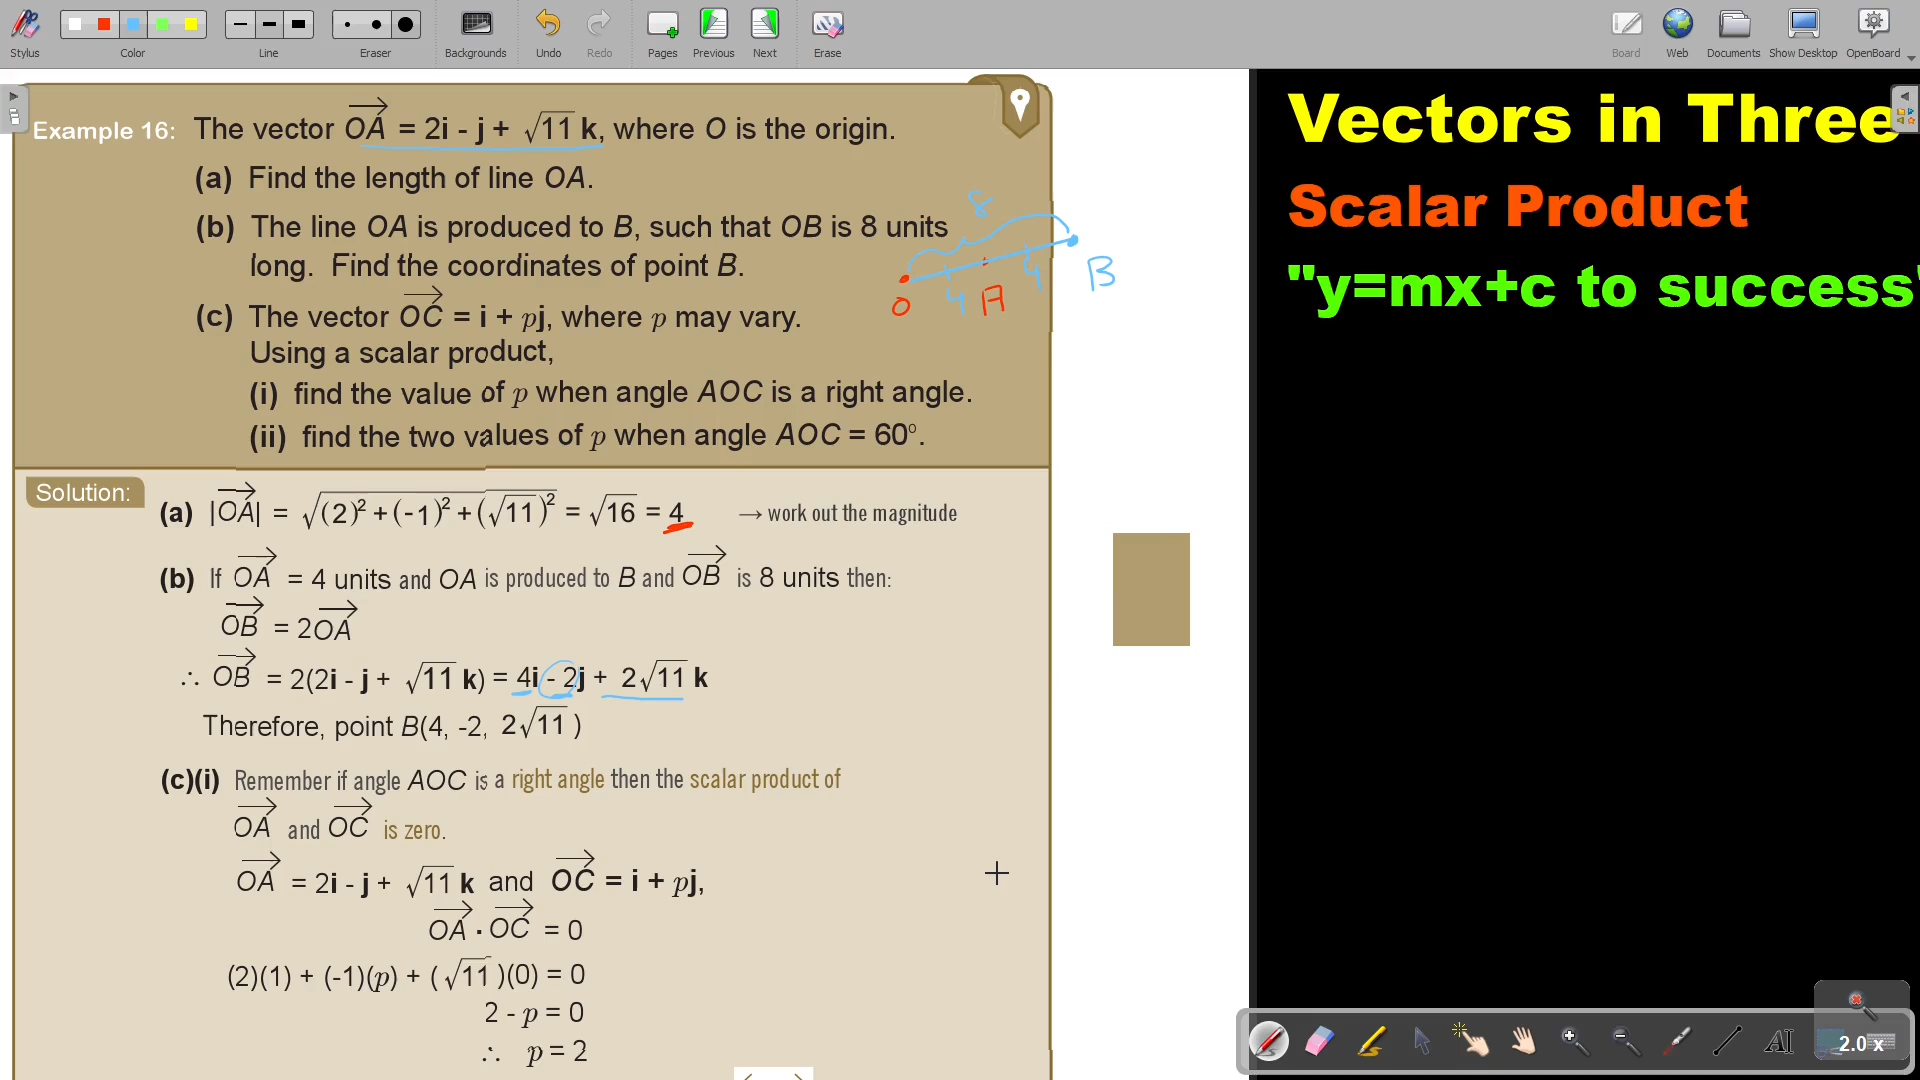 Stylus Color Line Eraser Backgrounds Undo Redo Pages Previous Next Erase Board Web Documents Show Desktop OpenBoard
Example 16: The vector OA = 2i - j + √11 k, where O is the origin.
(a) Find the length of line OA.
(b) The line OA is produced to B, such that OB is 8 units
long. Find the coordinates of point B.
(c) The vector OC = i + pj, where p may vary.
Using a scalar product,
(i) find the value of p when angle AOC is a right angle.
(ii) find the two values of p when angle AOC = 60°.
8
O 4 A 4 B
Solution:
(a) |OA| = √(2)² + (-1)² + (√11)² = √16 = 4 → work out the magnitude
(b) If OA = 4 units and OA is produced to B and OB is 8 units then:
OB = 2OA
∴ OB = 2(2i - j + √11 k) = 4i - 2j + 2√11 k
Therefore, point B(4, -2, 2√11 )
(c)(i) Remember if angle AOC is a right angle then the scalar product of
OA and OC is zero.
OA = 2i - j + √11 k and OC = i + pj,
OA · OC = 0
(2)(1) + (-1)(p) + ( √11 )(0) = 0
2 - p = 0
∴ p = 2
Vectors in Three
Scalar Product
"y=mx+c to success"
AI
2.0 x